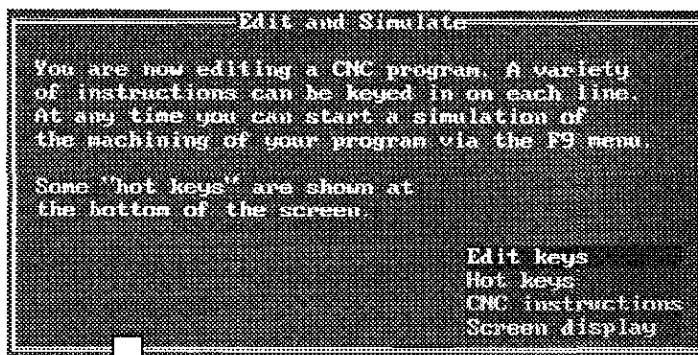 Edit and Simulate
You are now editing a CNC program. A variety
of instructions can be keyed in on each line.
At any time you can start a simulation of
the machining of your program via the F9 menu.
Some "hot keys" are shown at
the bottom of the screen.
Edit keys
Hot keys
CNC instructions
Screen display